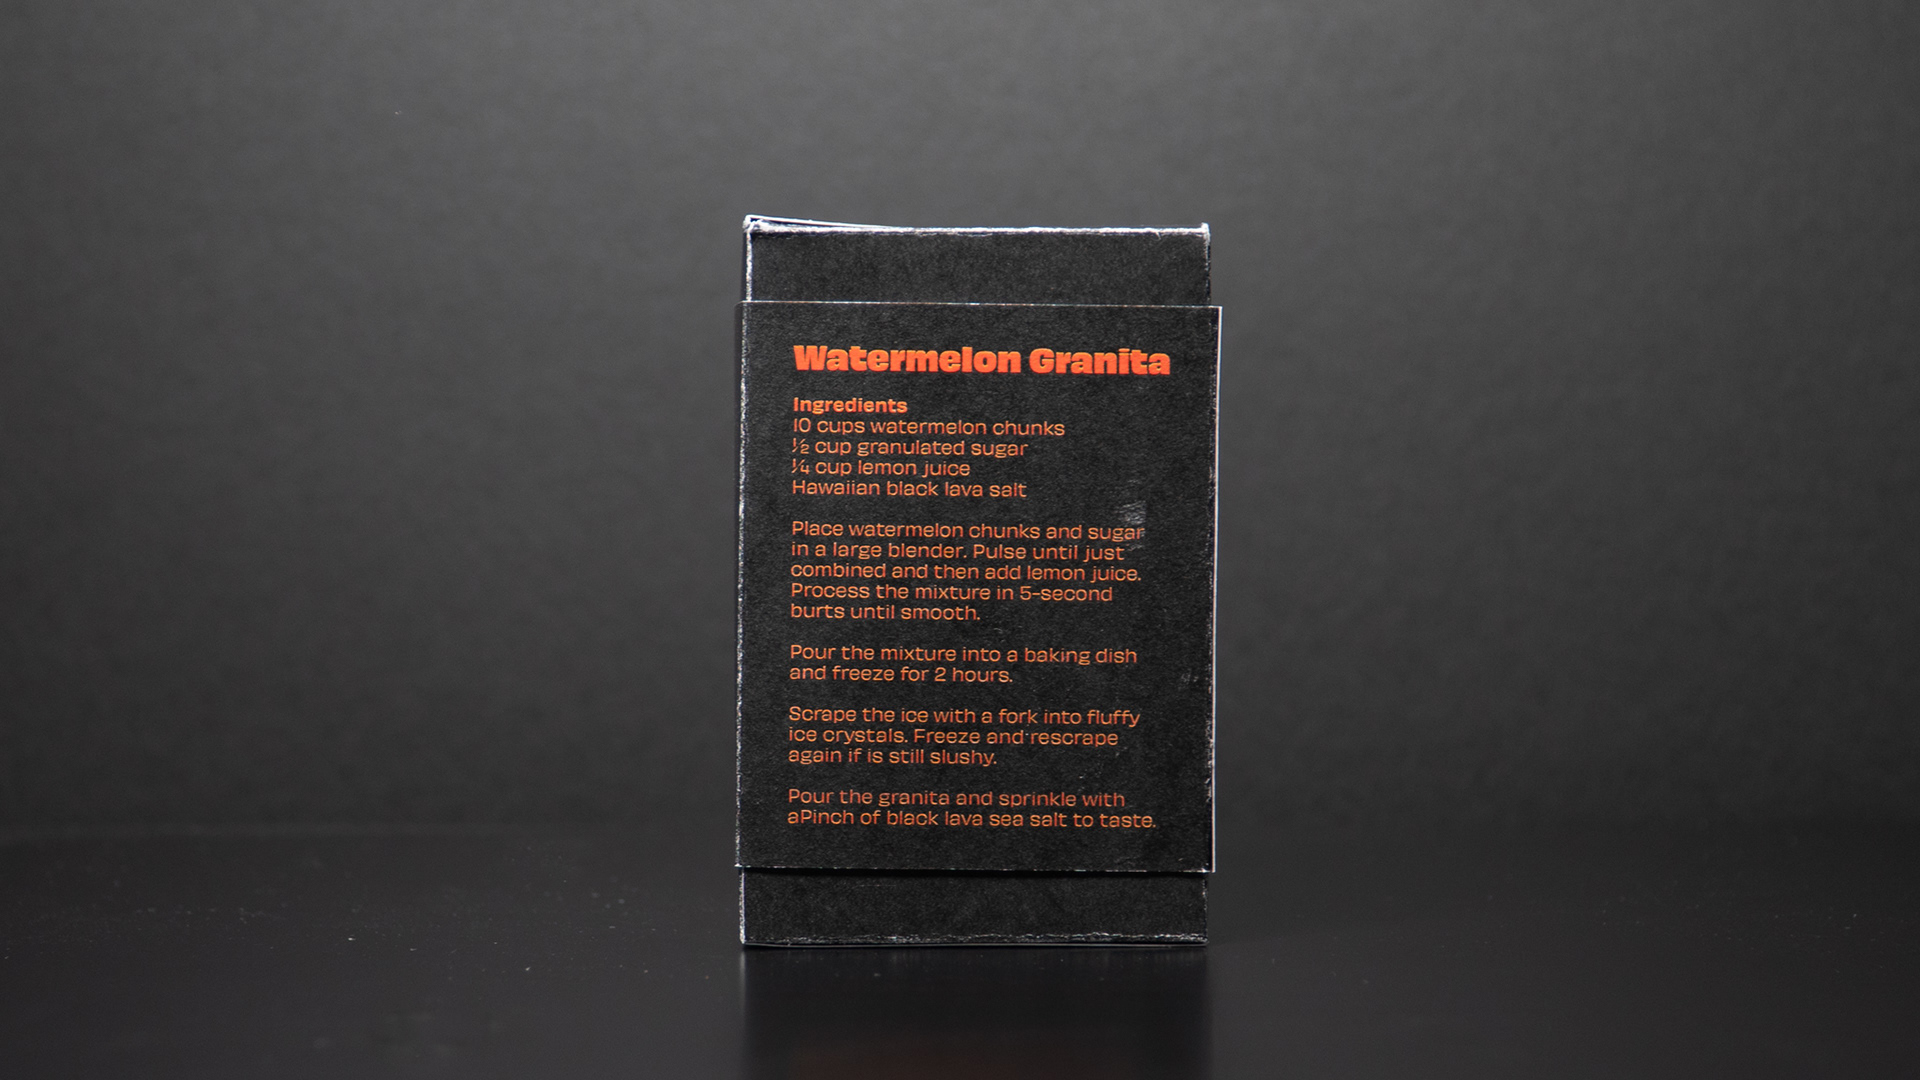 Watermelon Granita
Ingredients
10 cups watermelon chunks
½ cup granulated sugar
¼ cup lemon juice
Hawaiian black lava salt
Place watermelon chunks and sugar
in a large blender. Pulse until just
combined and then add lemon juice.
Process the mixture in 5-second
burts until smooth.
Pour the mixture into a baking dish
and freeze for 2 hours.
Scrape the ice with a fork into fluffy
ice crystals. Freeze and rescrape
again if is still slushy.
Pour the granita and sprinkle with
aPinch of black lava sea salt to taste.